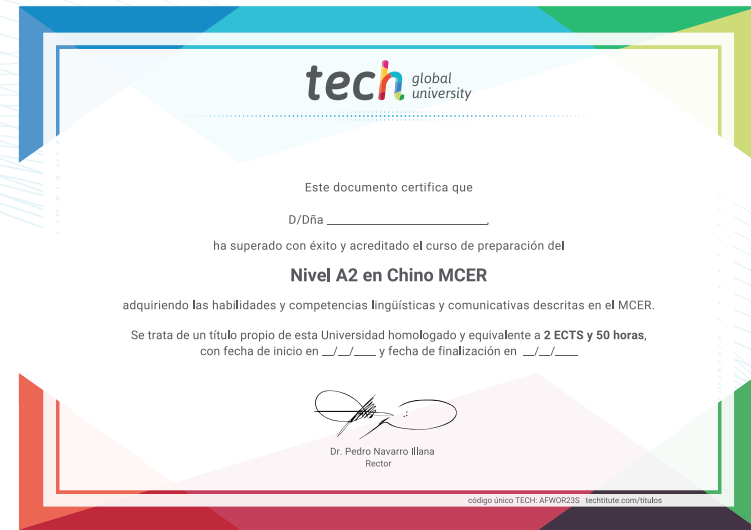 tech global university
Este documento certifica que
D/Dña ______________________,
ha superado con éxito y acreditado el curso de preparación del
Nivel A2 en Chino MCER
adquiriendo las habilidades y competencias lingüísticas y comunicativas descritas en el MCER.
Se trata de un título propio de esta Universidad homologado y equivalente a 2 ECTS y 50 horas,
con fecha de inicio en __/__/____ y fecha de finalización en __/__/____
Dr. Pedro Navarro Illana
Rector
código único TECH: AFWOR23S techtitute.com/titulos